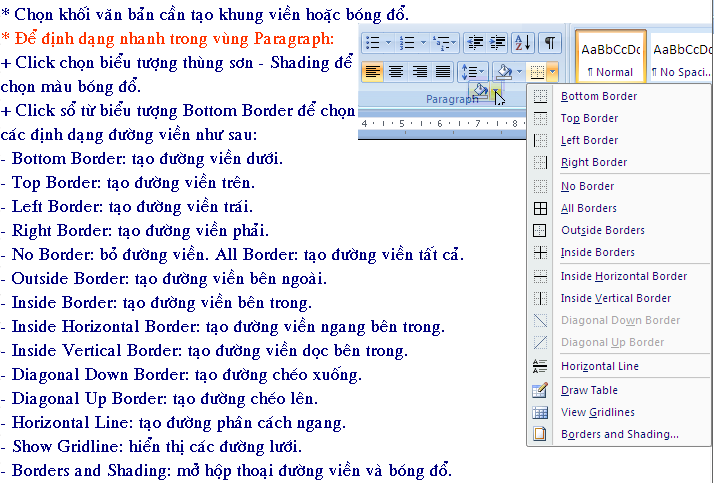 * Chọn khối văn bản cần tạo khung viền hoặc bóng đổ.
* Để định dạng nhanh trong vùng Paragraph:
+ Click chọn biểu tượng thùng sơn - Shading để
chọn màu bóng đổ.
+ Click sổ từ biểu tượng Bottom Border để chọn
các định dạng đường viền như sau:
- Bottom Border: tạo đường viền dưới.
- Top Border: tạo đường viền trên.
- Left Border: tạo đường viền trái.
- Right Border: tạo đường viền phải.
- No Border: bỏ đường viền. All Border: tạo đường viền tất cả.
- Outside Border: tạo đường viền bên ngoài.
- Inside Border: tạo đường viền bên trong.
- Inside Horizontal Border: tạo đường viền ngang bên trong.
- Inside Vertical Border: tạo đường viền dọc bên trong.
- Diagonal Down Border: tạo đường chéo xuống.
- Diagonal Up Border: tạo đường chéo lên.
- Horizontal Line: tạo đường phân cách ngang.
- Show Gridline: hiển thị các đường lưới.
- Borders and Shading: mở hộp thoại đường viền và bóng đổ.
AaBbCcDc AaBbCcDc
¶ Normal ¶ No Spaci...
Paragraph
4 5 6 7 8
Bottom Border
Top Border
Left Border
Right Border
No Border
All Borders
Outside Borders
Inside Borders
Inside Horizontal Border
Inside Vertical Border
Diagonal Down Border
Diagonal Up Border
Horizontal Line
Draw Table
View Gridlines
Borders and Shading...